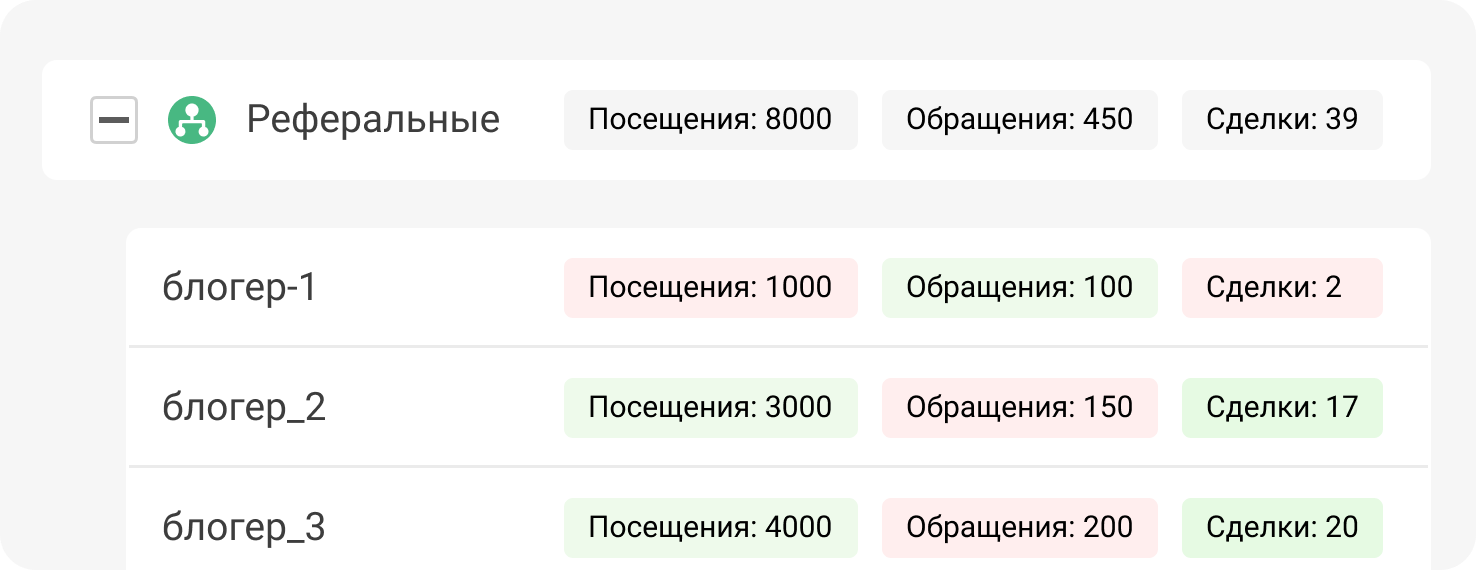 Реферальные Посещения: 8000 Обращения: 450 Сделки: 39
блогер-1 Посещения: 1000 Обращения: 100 Сделки: 2
блогер_2 Посещения: 3000 Обращения: 150 Сделки: 17
блогер_3 Посещения: 4000 Обращения: 200 Сделки: 20